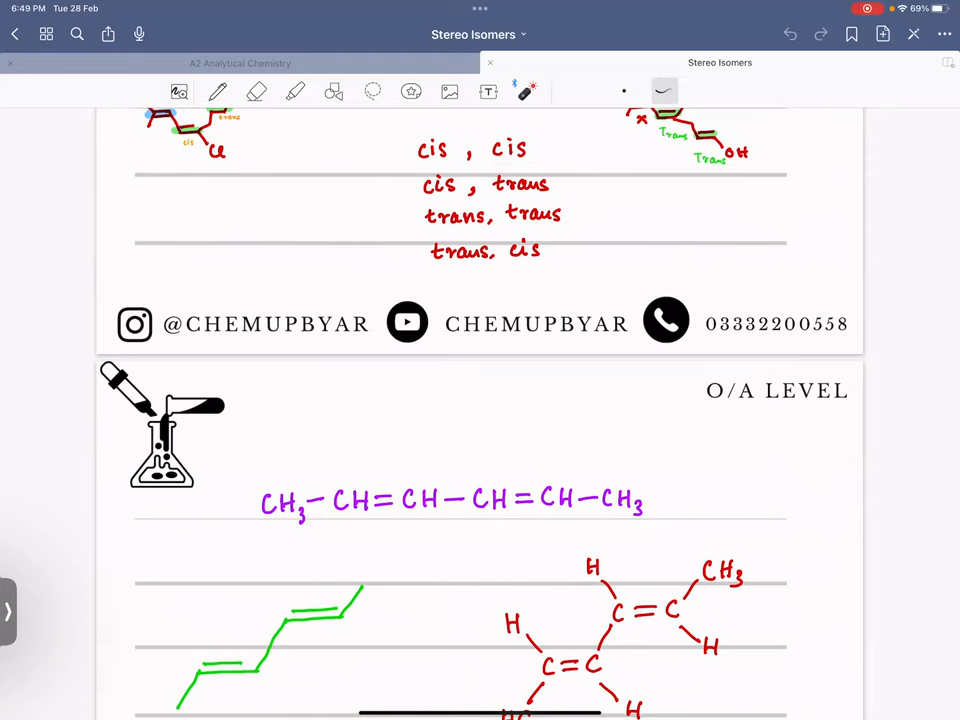 6:49 PM Tue 28 Feb
69%
Stereo Isomers
A2 Analytical Chemistry
Stereo Isomers
T
trans
cis
Cl
x
Trans
Trans
OH
cis , cis
cis , trans
trans, trans
trans, cis
@CHEMUPBYAR CHEMUPBYAR 03332200558
O/A LEVEL
CH3-CH=CH-CH=CH-CH3
H CH3
C=C
H H
C=C
H